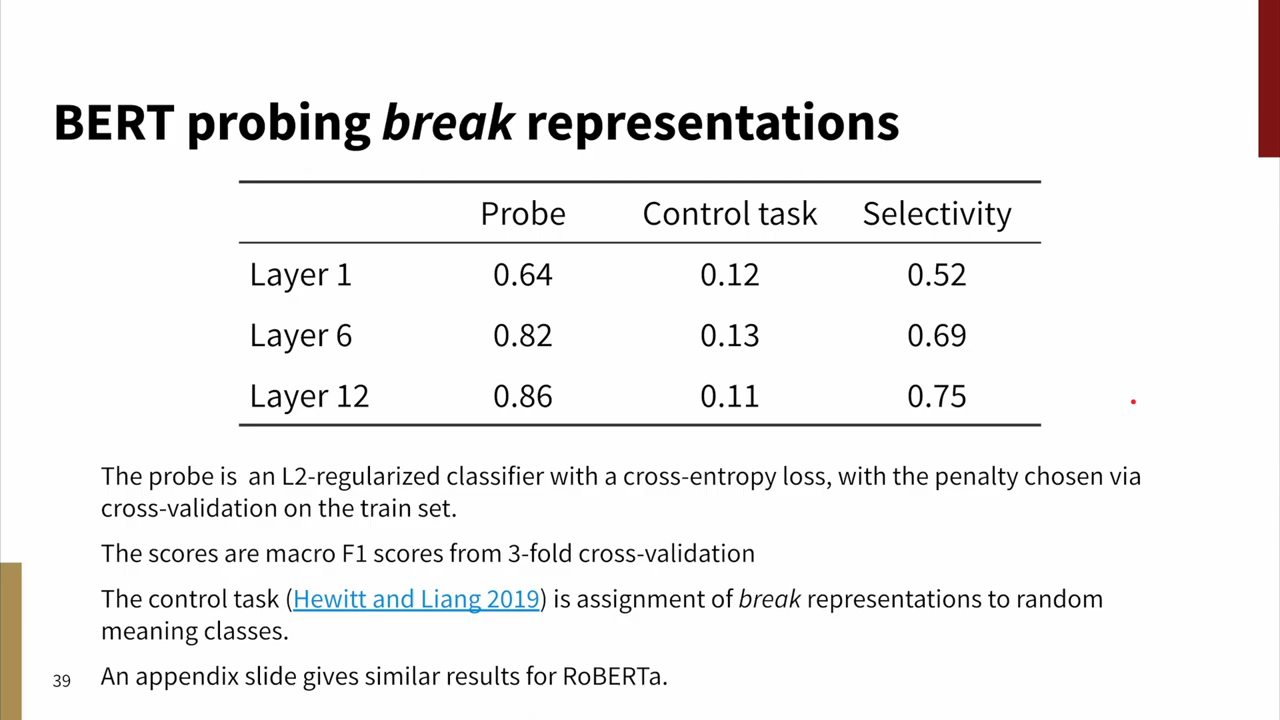 BERT probing break representations
Probe Control task Selectivity
Layer 1 0.64 0.12 0.52
Layer 6 0.82 0.13 0.69
Layer 12 0.86 0.11 0.75
The probe is an L2-regularized classifier with a cross-entropy loss, with the penalty chosen via
cross-validation on the train set.
The scores are macro F1 scores from 3-fold cross-validation
The control task (Hewitt and Liang 2019) is assignment of break representations to random
meaning classes.
An appendix slide gives similar results for RoBERTa.
39